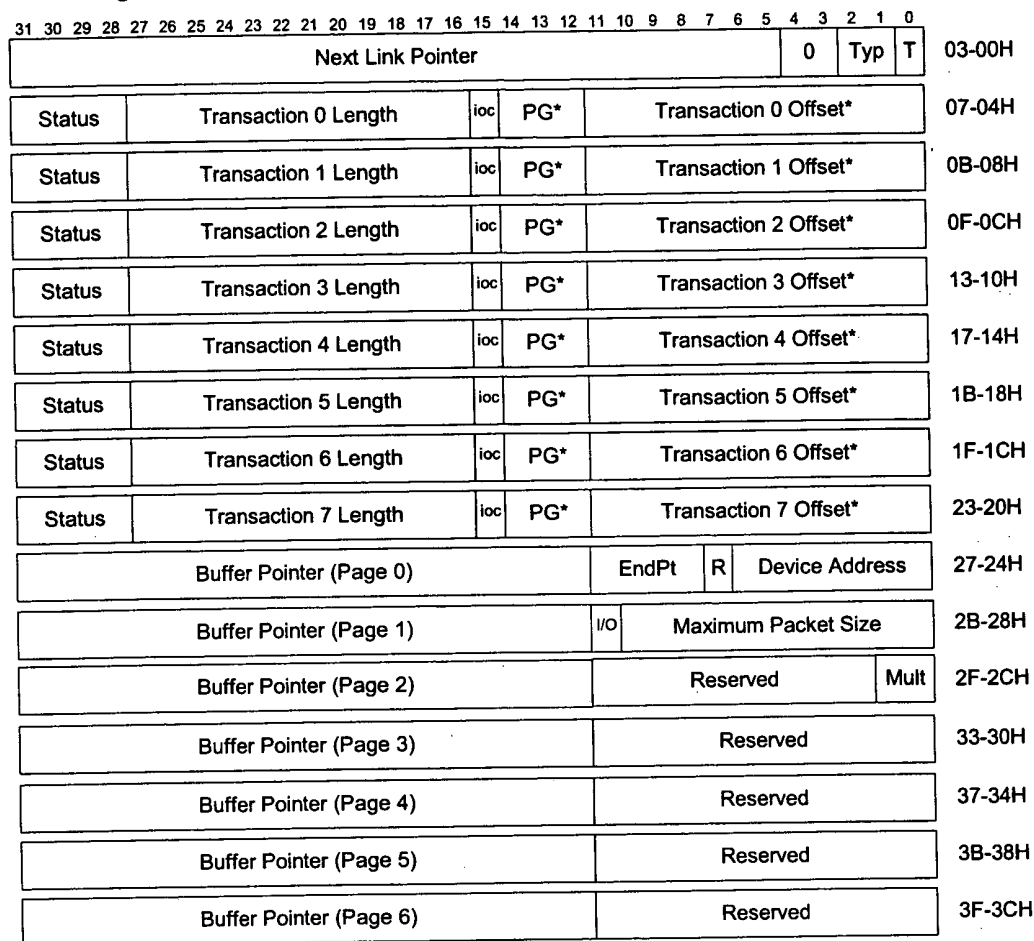 31 30 29 28 27 26 25 24 23 22 21 20 19 18 17 16 15 14 13 12 11 10 9 8 7 6 5 4 3 2 1 0
Next Link Pointer 0 Typ T 03-00H
Status Transaction 0 Length ioc PG* Transaction 0 Offset* 07-04H
Status Transaction 1 Length ioc PG* Transaction 1 Offset* 0B-08H
Status Transaction 2 Length ioc PG* Transaction 2 Offset* 0F-0CH
Status Transaction 3 Length ioc PG* Transaction 3 Offset* 13-10H
Status Transaction 4 Length ioc PG* Transaction 4 Offset* 17-14H
Status Transaction 5 Length ioc PG* Transaction 5 Offset* 1B-18H
Status Transaction 6 Length ioc PG* Transaction 6 Offset* 1F-1CH
Status Transaction 7 Length ioc PG* Transaction 7 Offset* 23-20H
Buffer Pointer (Page 0) EndPt R Device Address 27-24H
Buffer Pointer (Page 1) I/O Maximum Packet Size 2B-28H
Buffer Pointer (Page 2) Reserved Mult 2F-2CH
Buffer Pointer (Page 3) Reserved 33-30H
Buffer Pointer (Page 4) Reserved 37-34H
Buffer Pointer (Page 5) Reserved 3B-38H
Buffer Pointer (Page 6) Reserved 3F-3CH